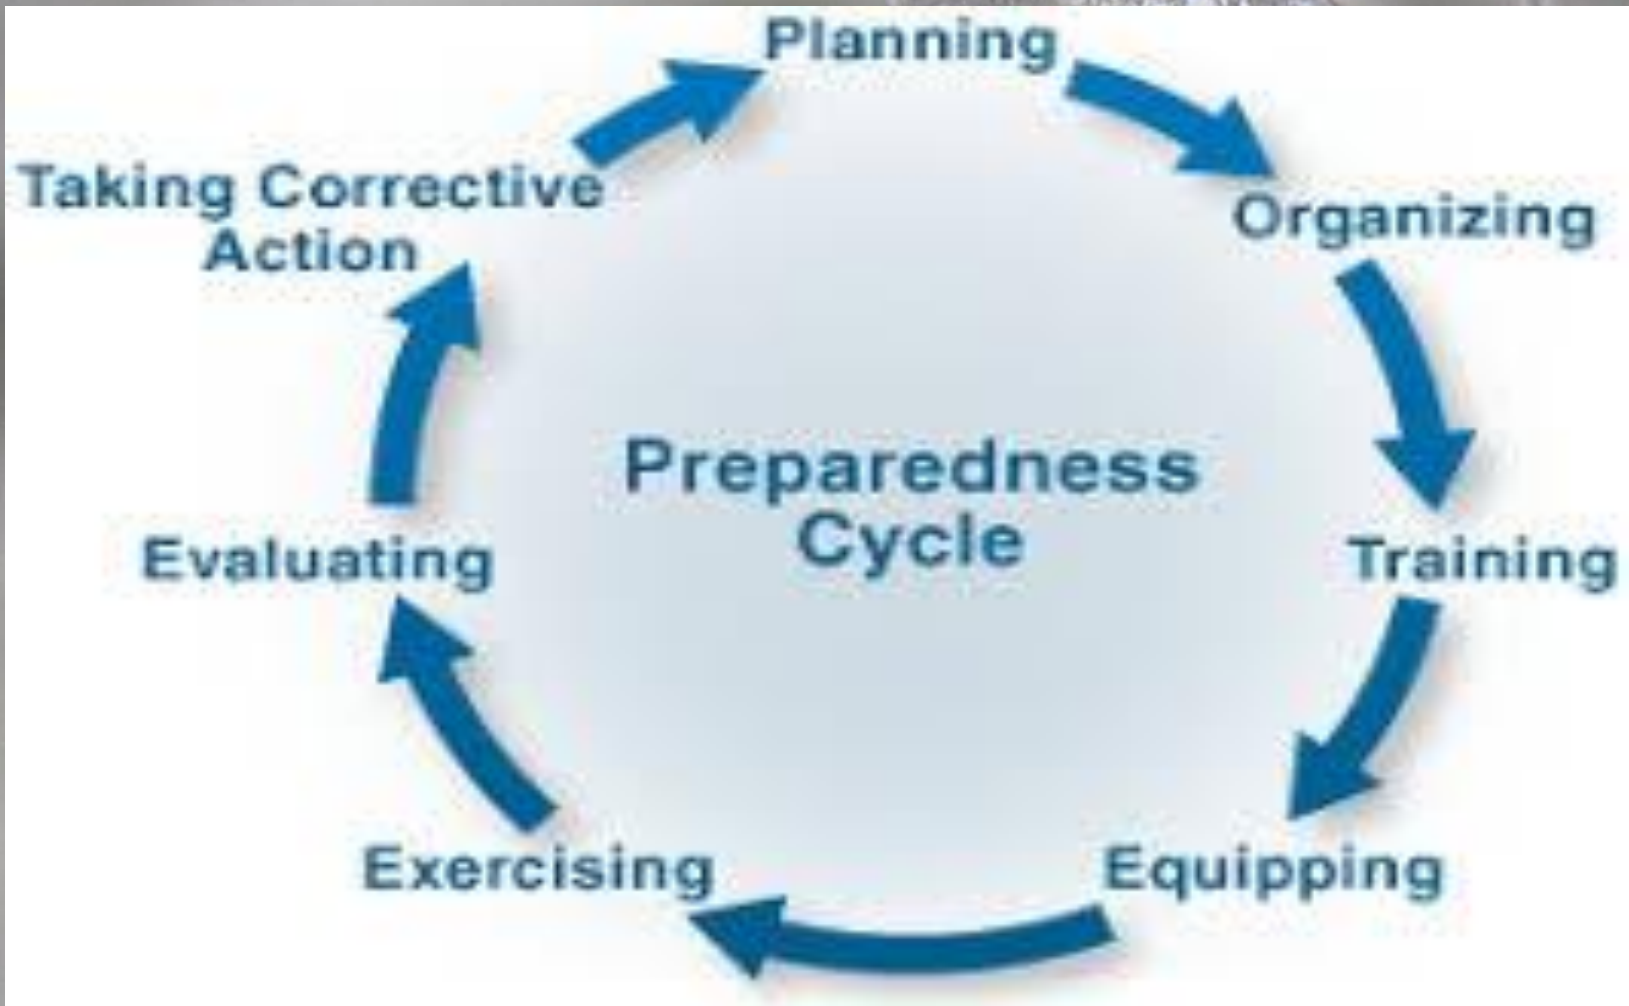 Planning
Organizing
Training
Equipping
Exercising
Evaluating
Taking Corrective
Action
Preparedness
Cycle